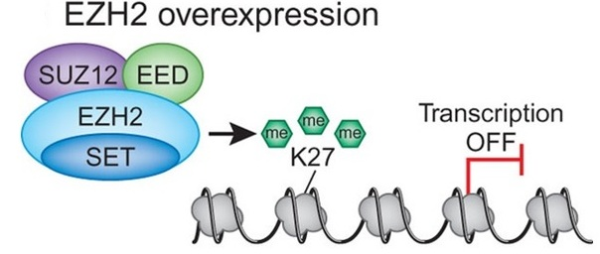 EZH2 overexpression
SUZ12 EED
EZH2
SET
me me me
K27
Transcription
OFF